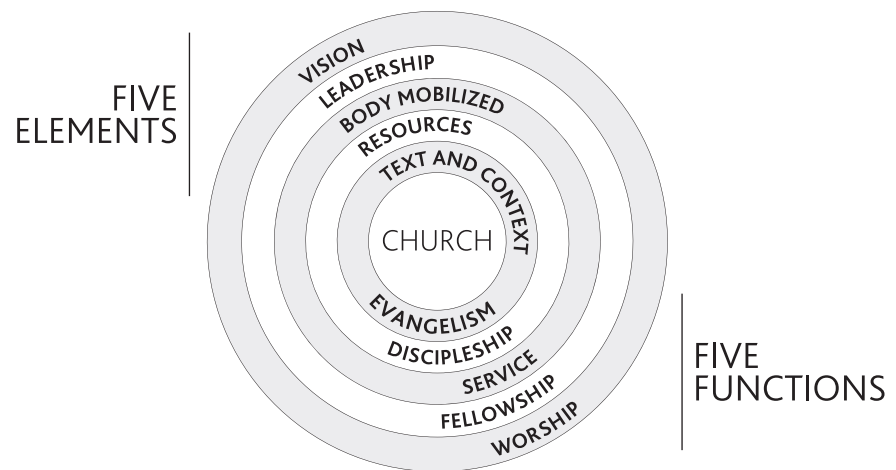 FIVE
ELEMENTS
VISION
LEADERSHIP
BODY MOBILIZED
RESOURCES
TEXT AND CONTEXT
CHURCH
EVANGELISM
DISCIPLESHIP
SERVICE
FELLOWSHIP
WORSHIP
FIVE
FUNCTIONS